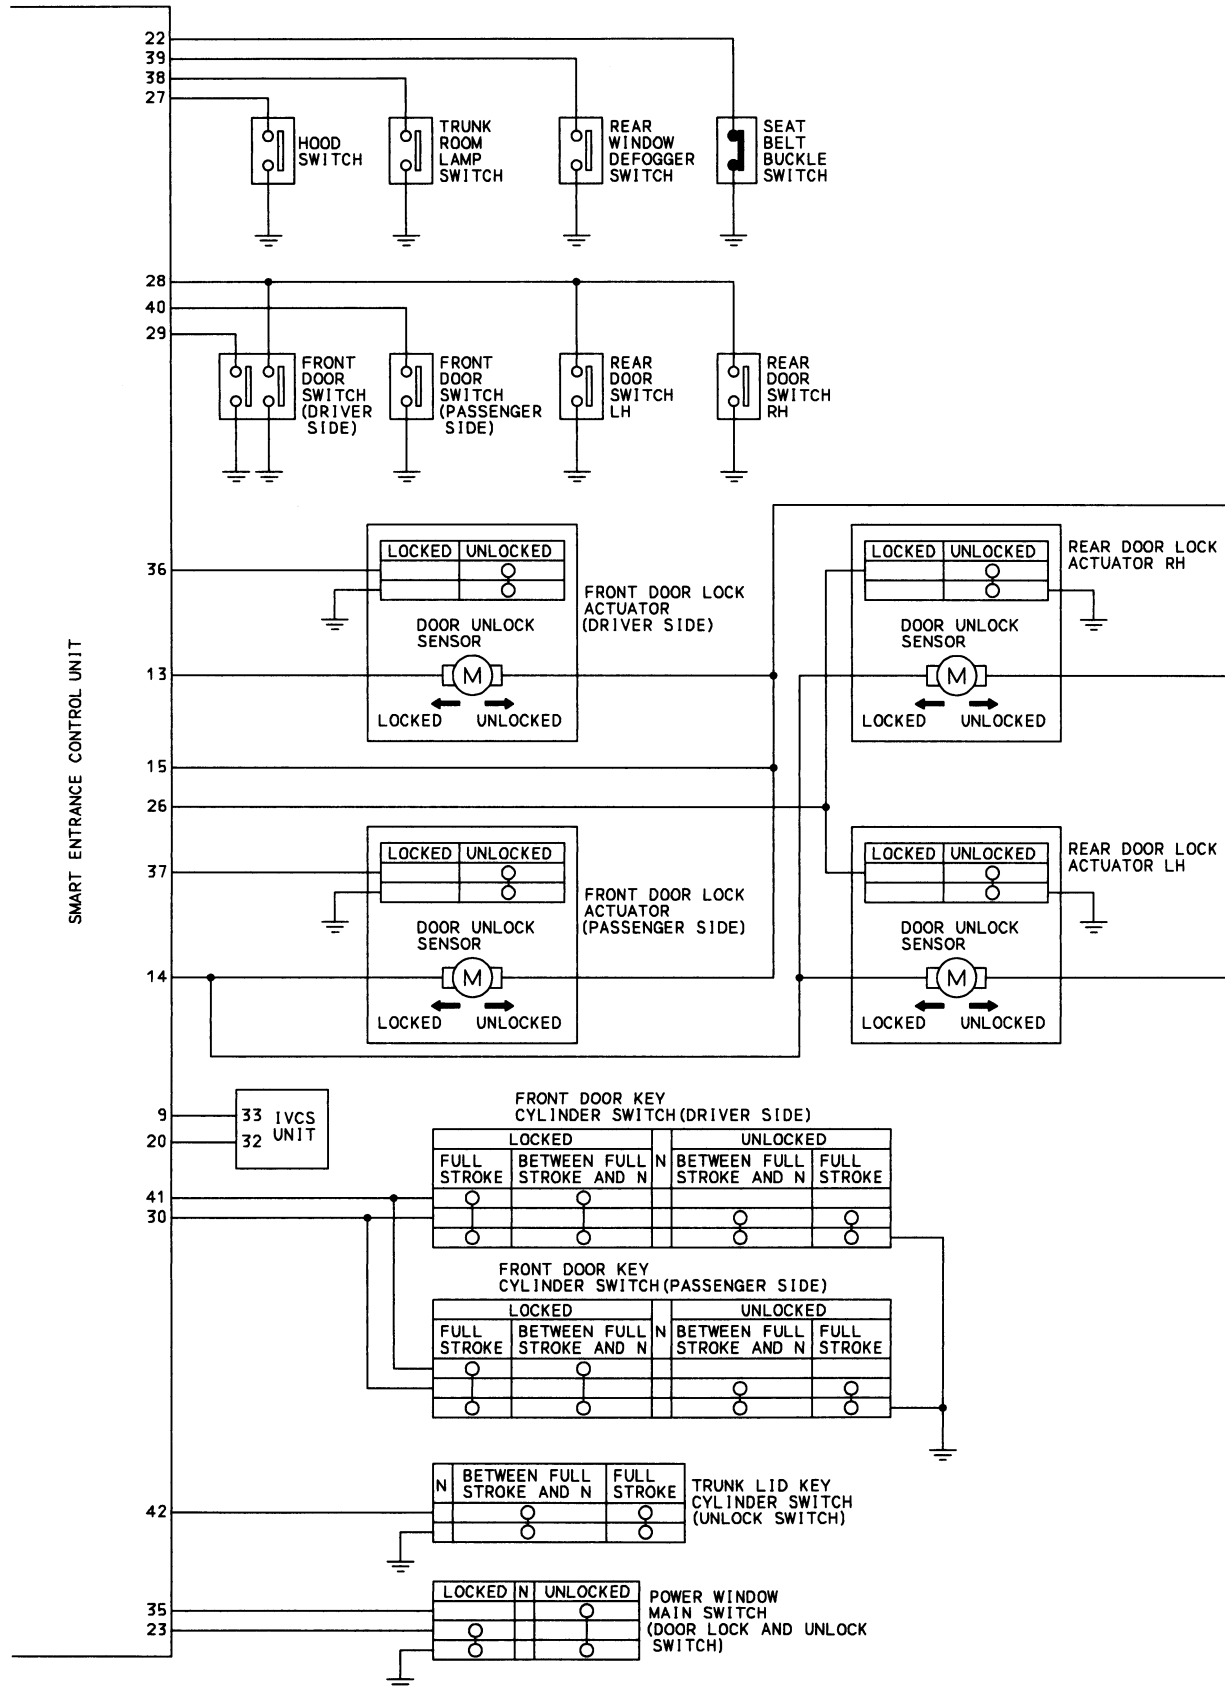 22
39
38
27
HOOD
SWITCH
TRUNK
ROOM
LAMP
SWITCH
REAR
WINDOW
DEFOGGER
SWITCH
SEAT
BELT
BUCKLE
SWITCH
28
40
29
FRONT
DOOR
SWITCH
(DRIVER
SIDE)
FRONT
DOOR
SWITCH
(PASSENGER
SIDE)
REAR
DOOR
SWITCH
LH
REAR
DOOR
SWITCH
RH
SMART ENTRANCE CONTROL UNIT
36
LOCKED UNLOCKED
FRONT DOOR LOCK
ACTUATOR
(DRIVER SIDE)
DOOR UNLOCK
SENSOR
13
M
LOCKED UNLOCKED
LOCKED UNLOCKED
REAR DOOR LOCK
ACTUATOR RH
DOOR UNLOCK
SENSOR
M
LOCKED UNLOCKED
15
26
37
LOCKED UNLOCKED
FRONT DOOR LOCK
ACTUATOR
(PASSENGER SIDE)
DOOR UNLOCK
SENSOR
14
M
LOCKED UNLOCKED
LOCKED UNLOCKED
REAR DOOR LOCK
ACTUATOR LH
DOOR UNLOCK
SENSOR
M
LOCKED UNLOCKED
9
20
33 IVCS
32 UNIT
FRONT DOOR KEY
CYLINDER SWITCH(DRIVER SIDE)
LOCKED N UNLOCKED
FULL STROKE
BETWEEN FULL STROKE AND N
BETWEEN FULL STROKE AND N
FULL STROKE
41
30
FRONT DOOR KEY
CYLINDER SWITCH(PASSENGER SIDE)
LOCKED N UNLOCKED
FULL STROKE
BETWEEN FULL STROKE AND N
BETWEEN FULL STROKE AND N
FULL STROKE
42
N
BETWEEN FULL STROKE AND N
FULL STROKE
TRUNK LID KEY
CYLINDER SWITCH
(UNLOCK SWITCH)
35
23
LOCKED N UNLOCKED
POWER WINDOW
MAIN SWITCH
(DOOR LOCK AND UNLOCK
SWITCH)